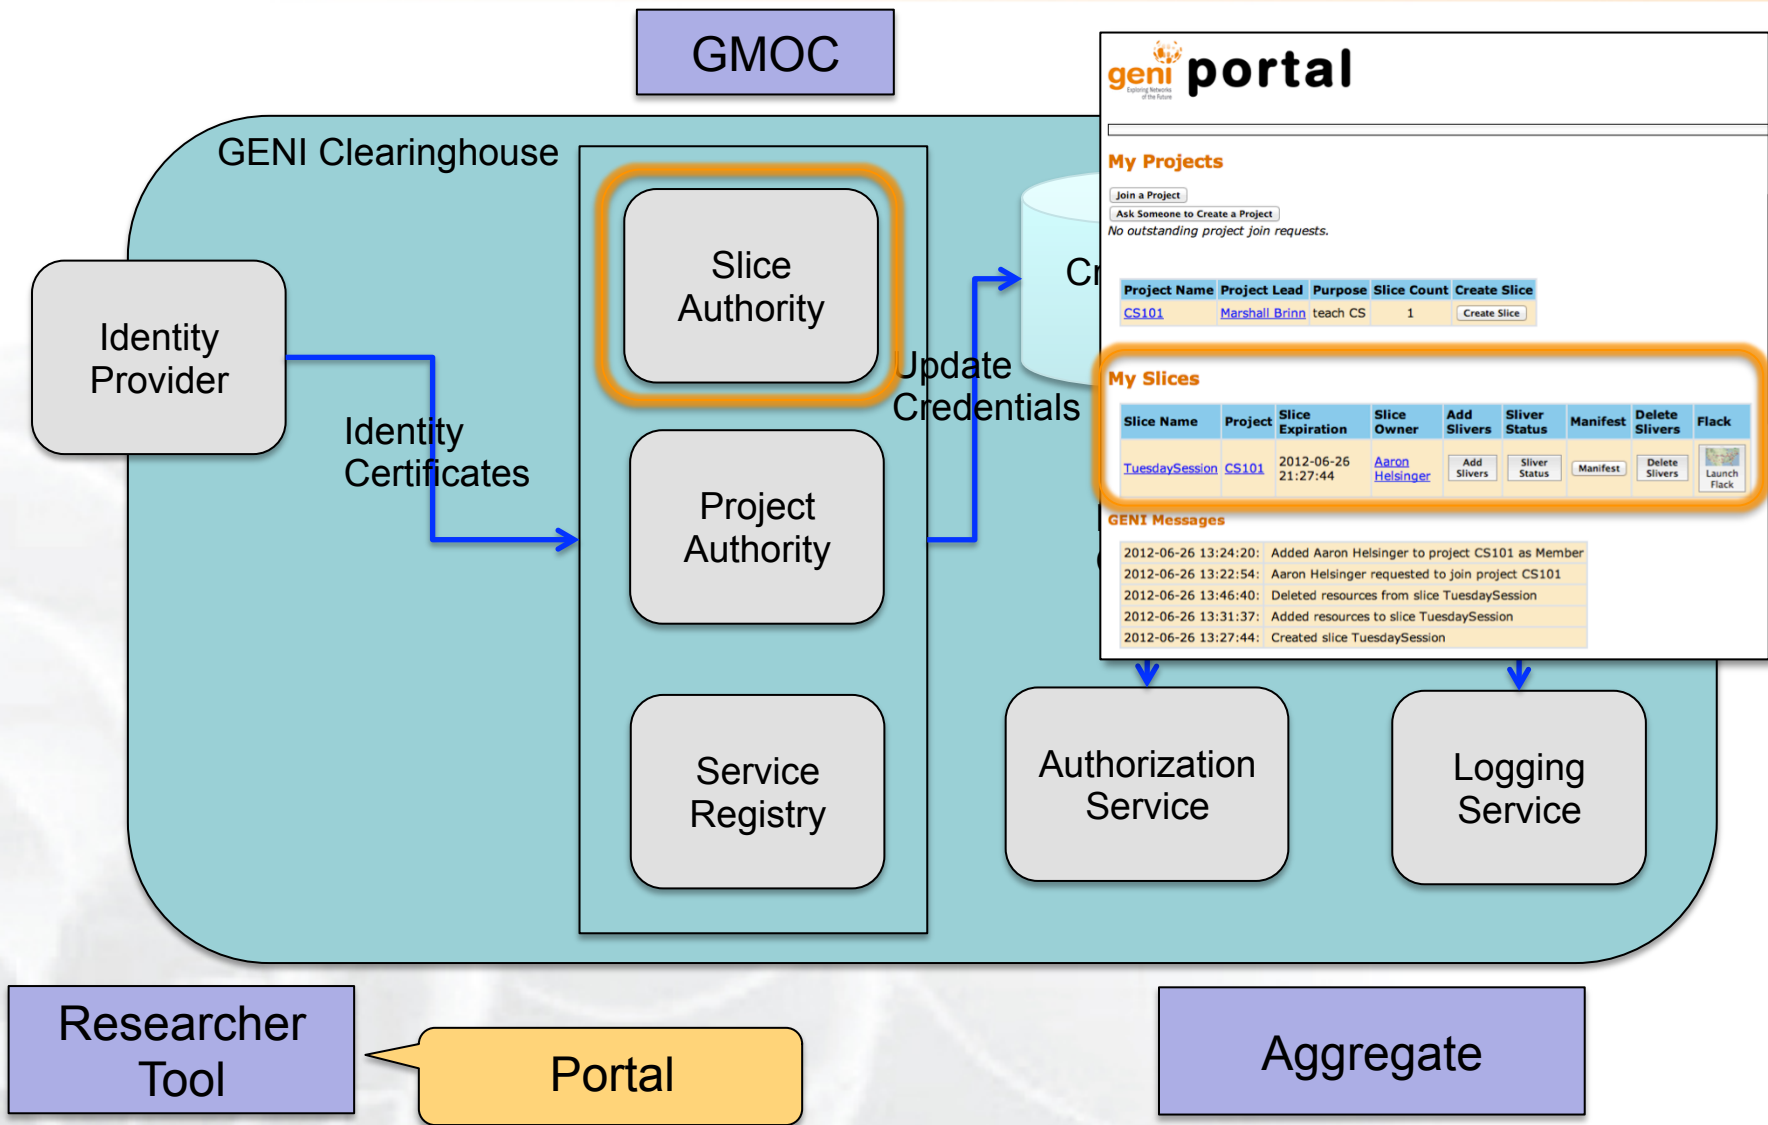 GMOC
GENI Clearinghouse
Identity
Provider
Identity
Certificates
Slice
Authority
Project
Authority
Service
Registry
Update
Credentials
geni portal
Exploring Networks
of the Future
My Projects
Join a Project
Ask Someone to Create a Project
No outstanding project join requests.
Project Name Project Lead Purpose Slice Count Create Slice
CS101 Marshall Brinn teach CS 1 Create Slice
My Slices
Slice Name Project Slice Expiration Slice Owner Add Slivers Sliver Status Manifest Delete Slivers Flack
TuesdaySession CS101 2012-06-26 21:27:44 Aaron Helsinger Add Slivers Sliver Status Manifest Delete Slivers Launch Flack
GENI Messages
2012-06-26 13:24:20: Added Aaron Helsinger to project CS101 as Member
2012-06-26 13:22:54: Aaron Helsinger requested to join project CS101
2012-06-26 13:46:40: Deleted resources from slice TuesdaySession
2012-06-26 13:31:37: Added resources to slice TuesdaySession
2012-06-26 13:27:44: Created slice TuesdaySession
Authorization
Service
Logging
Service
Researcher
Tool
Portal
Aggregate